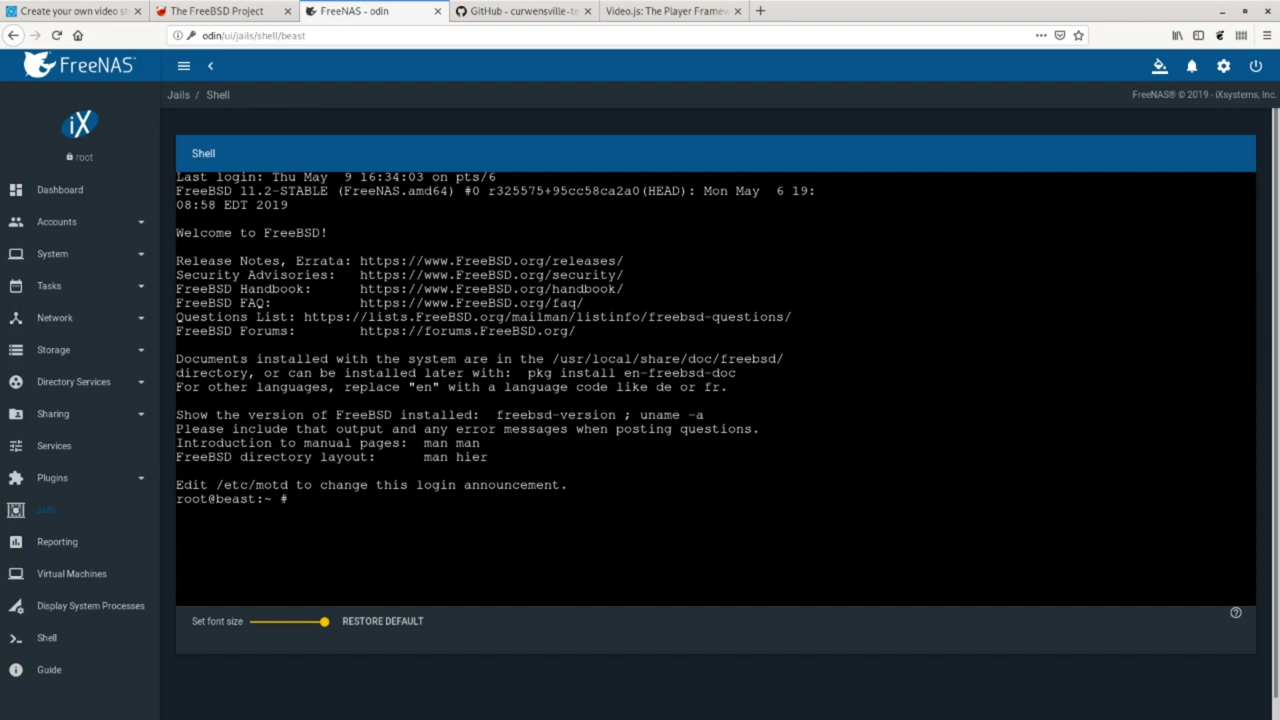 Create your own video st
The FreeBSD Project
FreeNAS - odin
GitHub - curwensville-te
Video.js: The Player Framew
odin/ui/jails/shell/beast
FreeNAS®
Jails / Shell
FreeNAS® © 2019 - iXsystems, Inc.
iX
root
Dashboard
Accounts
System
Tasks
Network
Storage
Directory Services
Sharing
Services
Plugins
Jails
Reporting
Virtual Machines
Display System Processes
Shell
Guide
Shell
Last login: Thu May  9 16:34:03 on pts/6
FreeBSD 11.2-STABLE (FreeNAS.amd64) #0 r325575+95cc58ca2a0(HEAD): Mon May  6 19:
08:58 EDT 2019
Welcome to FreeBSD!
Release Notes, Errata: https://www.FreeBSD.org/releases/
Security Advisories:   https://www.FreeBSD.org/security/
FreeBSD Handbook:      https://www.FreeBSD.org/handbook/
FreeBSD FAQ:           https://www.FreeBSD.org/faq/
Questions List: https://lists.FreeBSD.org/mailman/listinfo/freebsd-questions/
FreeBSD Forums:        https://forums.FreeBSD.org/
Documents installed with the system are in the /usr/local/share/doc/freebsd/
directory, or can be installed later with:  pkg install en-freebsd-doc
For other languages, replace "en" with a language code like de or fr.
Show the version of FreeBSD installed:  freebsd-version ; uname -a
Please include that output and any error messages when posting questions.
Introduction to manual pages:  man man
FreeBSD directory layout:      man hier
Edit /etc/motd to change this login announcement.
root@beast:~ #
Set font size
RESTORE DEFAULT